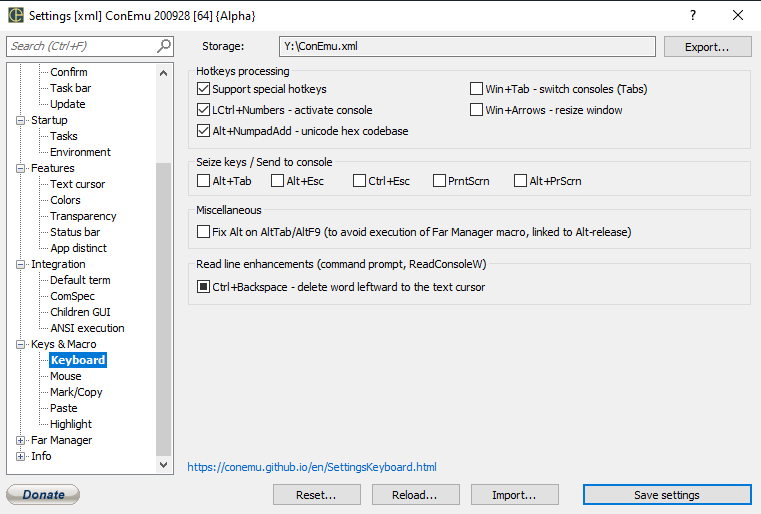 Settings [xml] ConEmu 200928 [64] {Alpha}
?
Search (Ctrl+F)
Storage:
Y:\ConEmu.xml
Export...
Confirm
Task bar
Update
Startup
Tasks
Environment
Features
Text cursor
Colors
Transparency
Status bar
App distinct
Integration
Default term
ComSpec
Children GUI
ANSI execution
Keys & Macro
Keyboard
Mouse
Mark/Copy
Paste
Highlight
Far Manager
Info
Hotkeys processing
Support special hotkeys
Win+Tab - switch consoles (Tabs)
LCtrl+Numbers - activate console
Win+Arrows - resize window
Alt+NumpadAdd - unicode hex codebase
Seize keys / Send to console
Alt+Tab
Alt+Esc
Ctrl+Esc
PrntScrn
Alt+PrScrn
Miscellaneous
Fix Alt on AltTab/AltF9 (to avoid execution of Far Manager macro, linked to Alt-release)
Read line enhancements (command prompt, ReadConsoleW)
Ctrl+Backspace - delete word leftward to the text cursor
https://conemu.github.io/en/SettingsKeyboard.html
Donate
Reset...
Reload...
Import...
Save settings